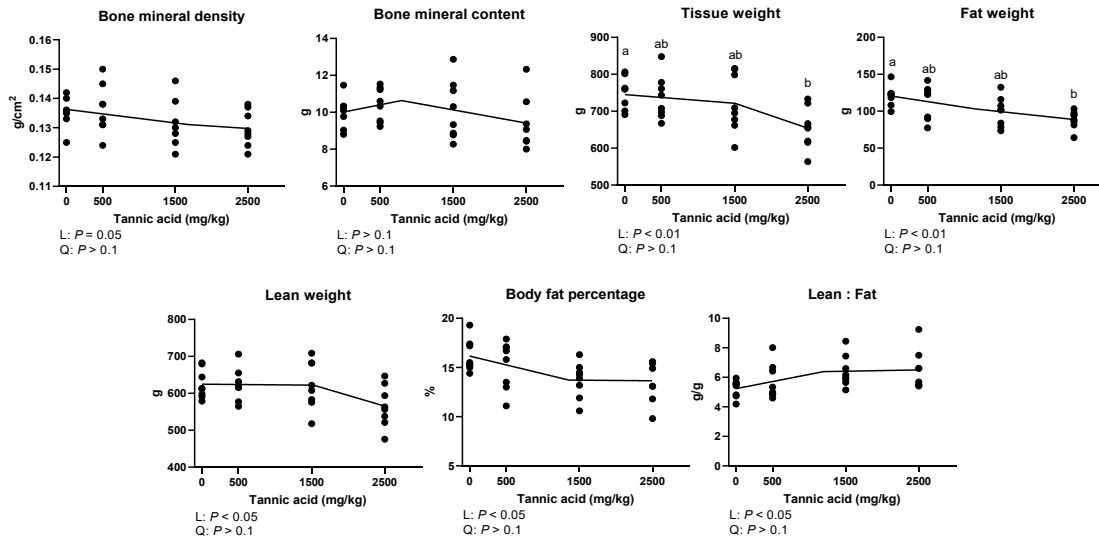 Bone mineral density
g/cm²
0.16
0.15
0.14
0.13
0.12
0.11
0 500 1500 2500
Tannic acid (mg/kg)
L: P = 0.05
Q: P > 0.1
Bone mineral content
g
14
12
10
8
6
0 500 1500 2500
Tannic acid (mg/kg)
L: P > 0.1
Q: P > 0.1
Tissue weight
g
900
800
700
600
500
a ab ab b
0 500 1500 2500
Tannic acid (mg/kg)
L: P < 0.01
Q: P > 0.1
Fat weight
g
200
150
100
50
0
a ab ab b
0 500 1500 2500
Tannic acid (mg/kg)
L: P < 0.01
Q: P > 0.1
Lean weight
g
800
700
600
500
400
0 500 1500 2500
Tannic acid (mg/kg)
L: P < 0.05
Q: P > 0.1
Body fat percentage
%
20
15
10
5
0 500 1500 2500
Tannic acid (mg/kg)
L: P < 0.05
Q: P > 0.1
Lean : Fat
g/g
10
8
6
4
2
0
0 500 1500 2500
Tannic acid (mg/kg)
L: P < 0.05
Q: P > 0.1